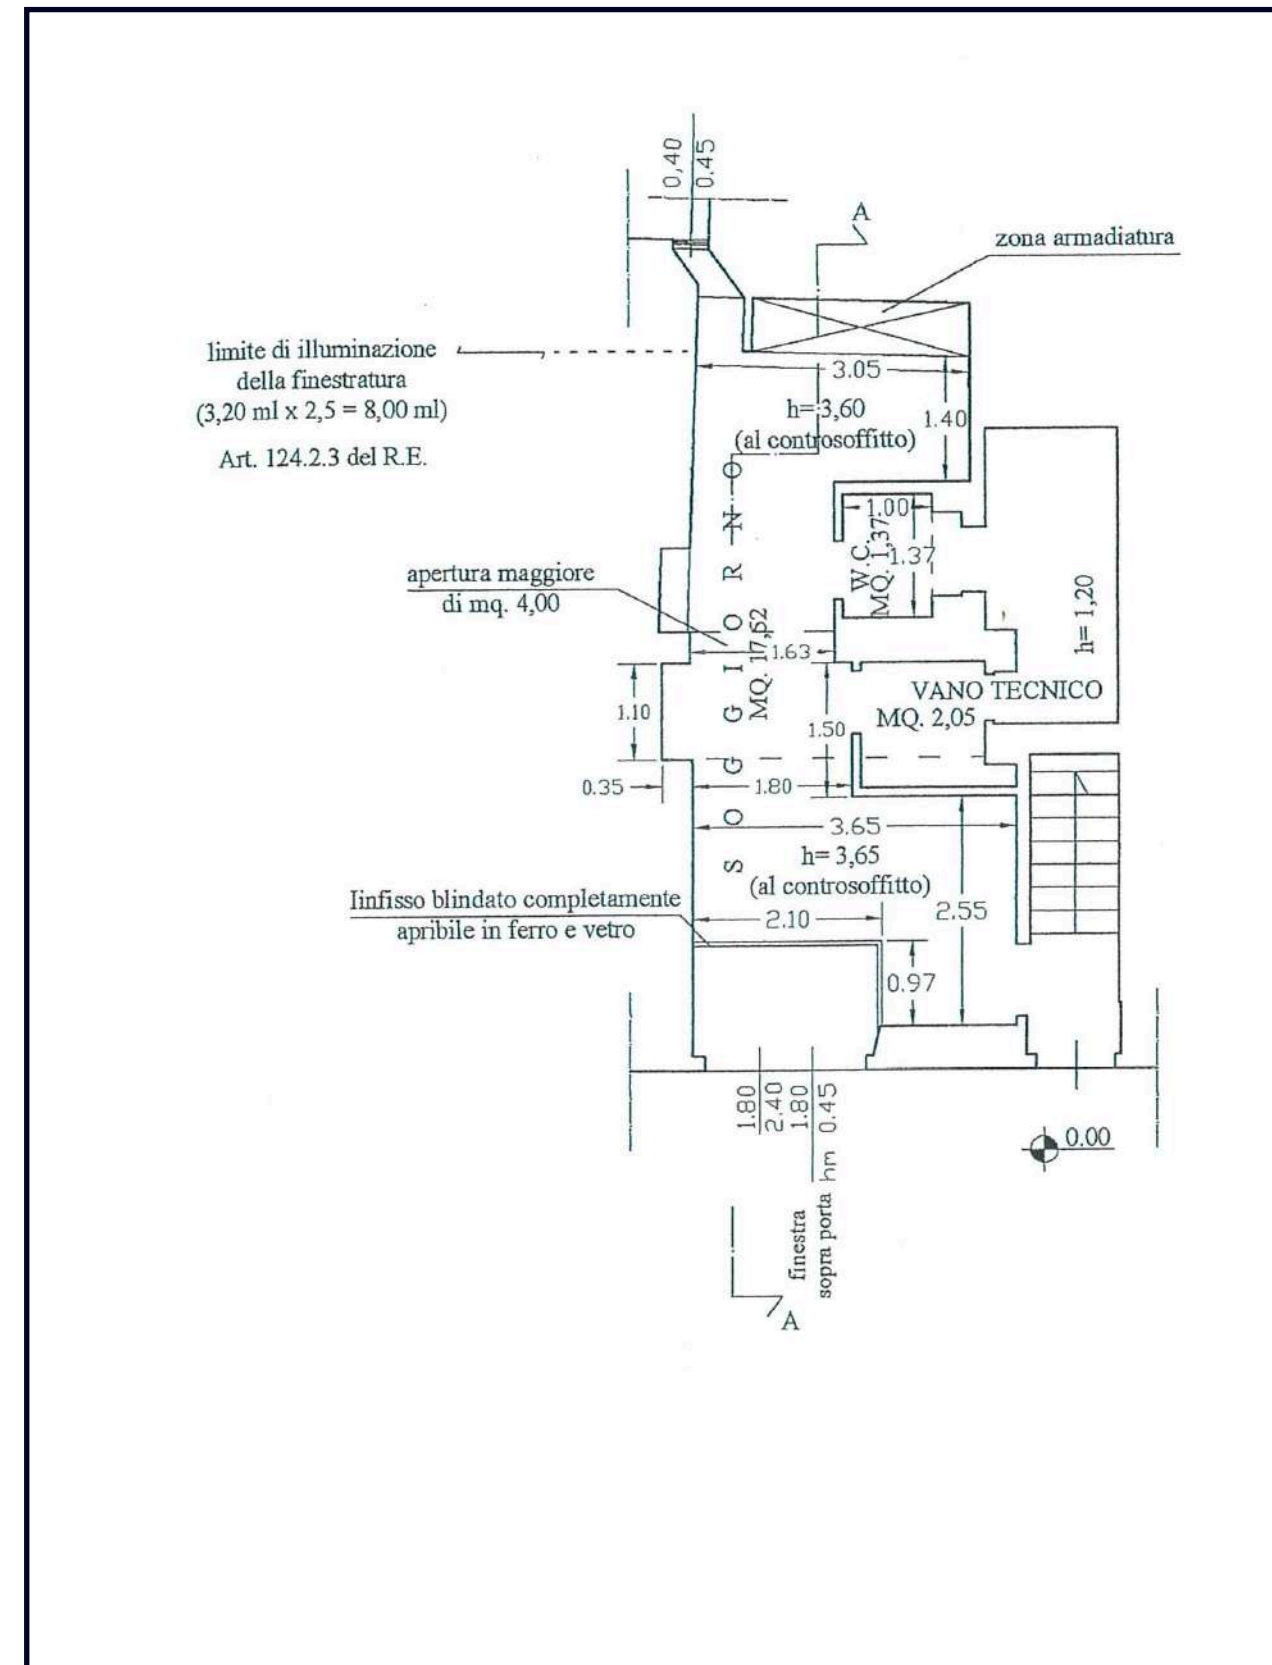 0,40
0.45
A
zona armadiatura
limite di illuminazione
della finestratura
(3,20 ml x 2,5 = 8,00 ml)
Art. 124.2.3 del R.E.
3.05
h= 3,60
(al controsoffitto)
1.40
1.00
W.C.
MQ. 1,37
1.37
apertura maggiore
di mq. 4,00
h= 1,20
SOGGIORNO
MQ. 17,52
1.63
VANO TECNICO
MQ. 2,05
1.10
1.50
0.35
1.80
3.65
h= 3,65
(al controsoffitto)
Iinfisso blindato completamente
apribile in ferro e vetro
2.10
2.55
0.97
1.80
2.40
1.80
hm 0.45
finestra
sopra porta
0.00
A